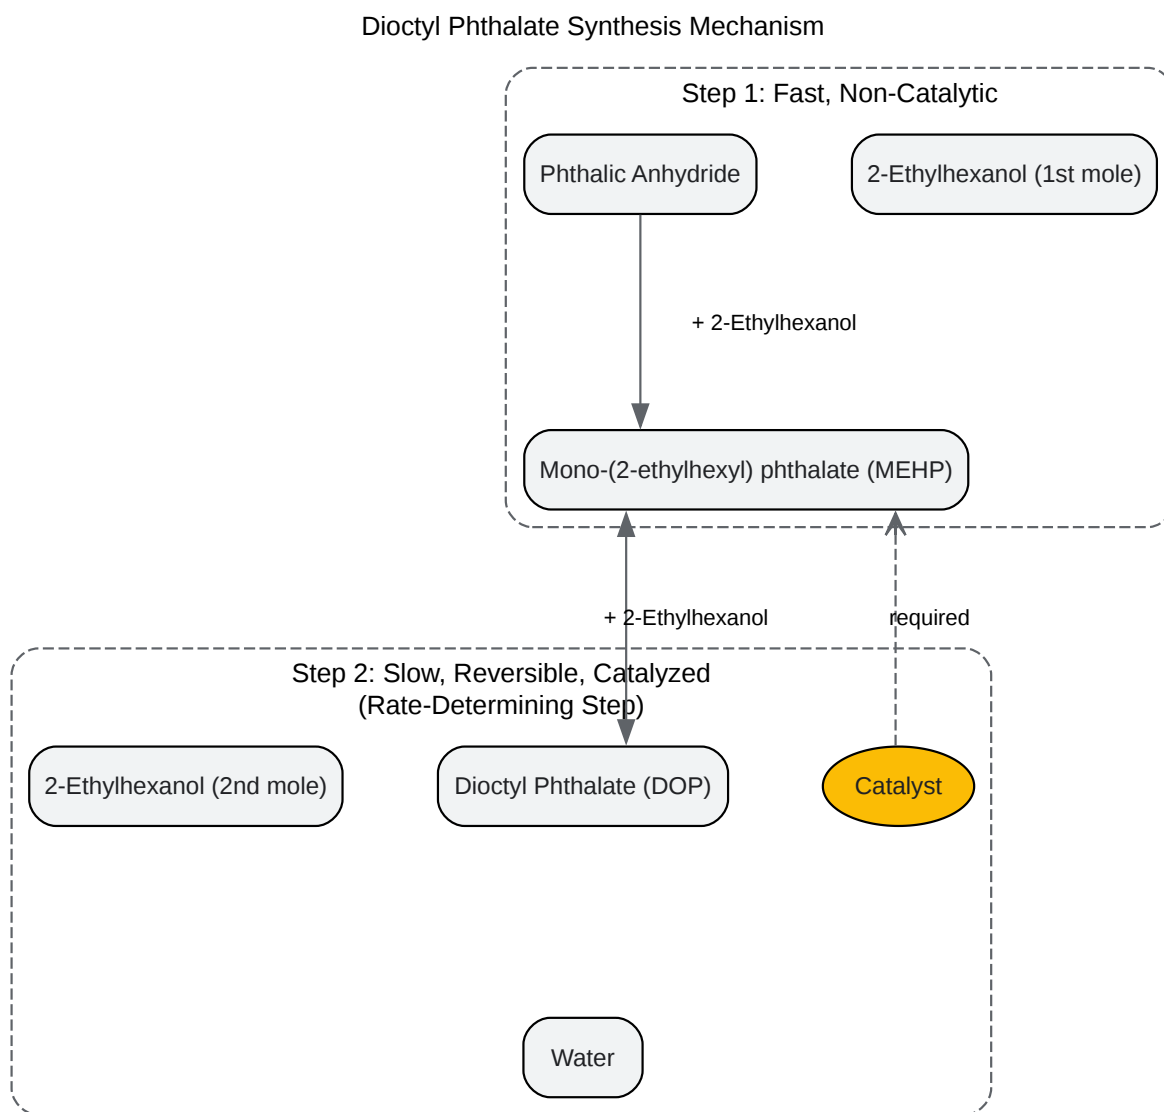 Dioctyl Phthalate Synthesis Mechanism
Step 1: Fast, Non-Catalytic
Phthalic Anhydride
2-Ethylhexanol (1st mole)
+ 2-Ethylhexanol
Mono-(2-ethylhexyl) phthalate (MEHP)
+ 2-Ethylhexanol
required
Step 2: Slow, Reversible, Catalyzed
(Rate-Determining Step)
2-Ethylhexanol (2nd mole)
Dioctyl Phthalate (DOP)
Catalyst
Water